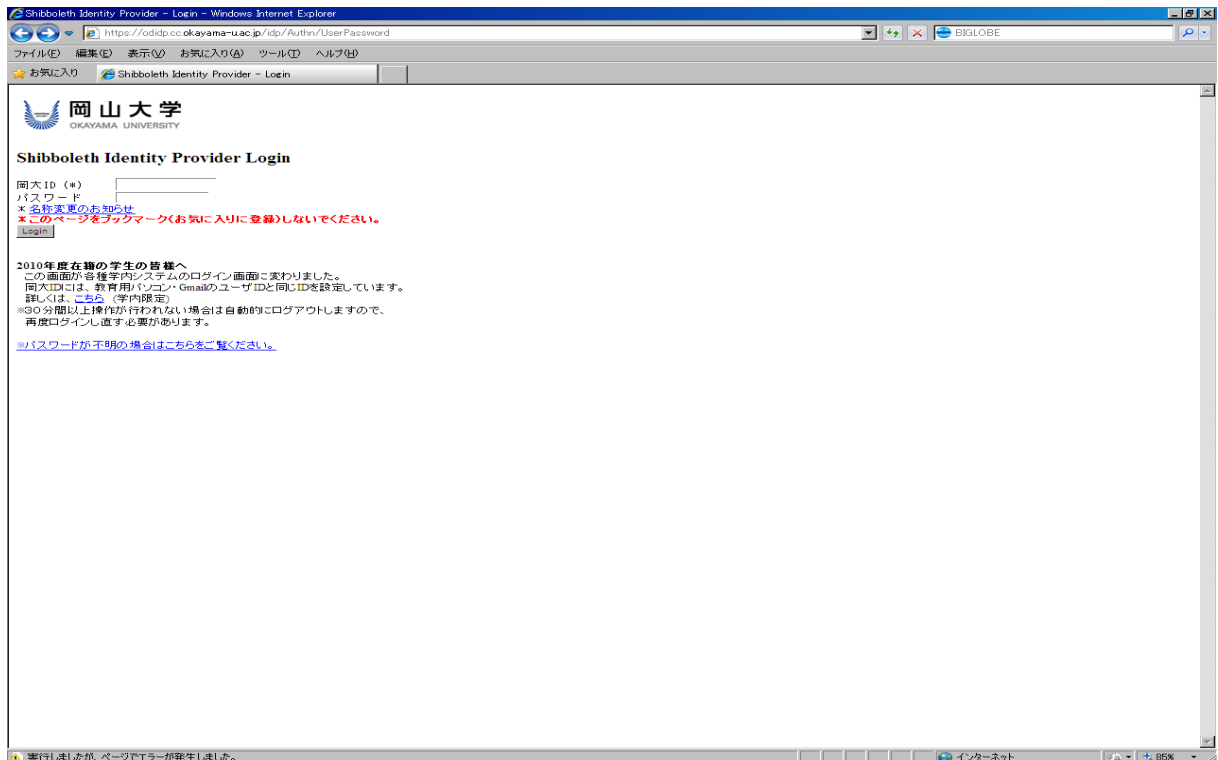 Shibboleth Identity Provider - Login - Windows Internet Explorer
https://odidp.cc.okayama-u.ac.jp/idp/Authn/UserPassword
BIGLOBE
ファイル(F) 編集(E) 表示(V) お気に入り(A) ツール(T) ヘルプ(H)
お気に入り Shibboleth Identity Provider - Login
岡山大学
OKAYAMA UNIVERSITY
Shibboleth Identity Provider Login
岡大ID (*)
パスワード
* 名称変更のお知らせ
*このページをブックマーク(お気に入りに登録)しないでください。
Login
2010年度在籍の学生の皆様へ
この画面が各種学内システムのログイン画面に変わりました。
岡大IDには、教育用パソコン・GmailのユーザIDと同じIDを設定しています。
詳しくは、こちら (学内限定)
※30分間以上操作が行われない場合は自動的にログアウトしますので、
再度ログインし直す必要があります。
※パスワードが不明の場合はこちらをご覧ください。
実行しましたが、ページでエラーが発生しました。
インターネット
85%